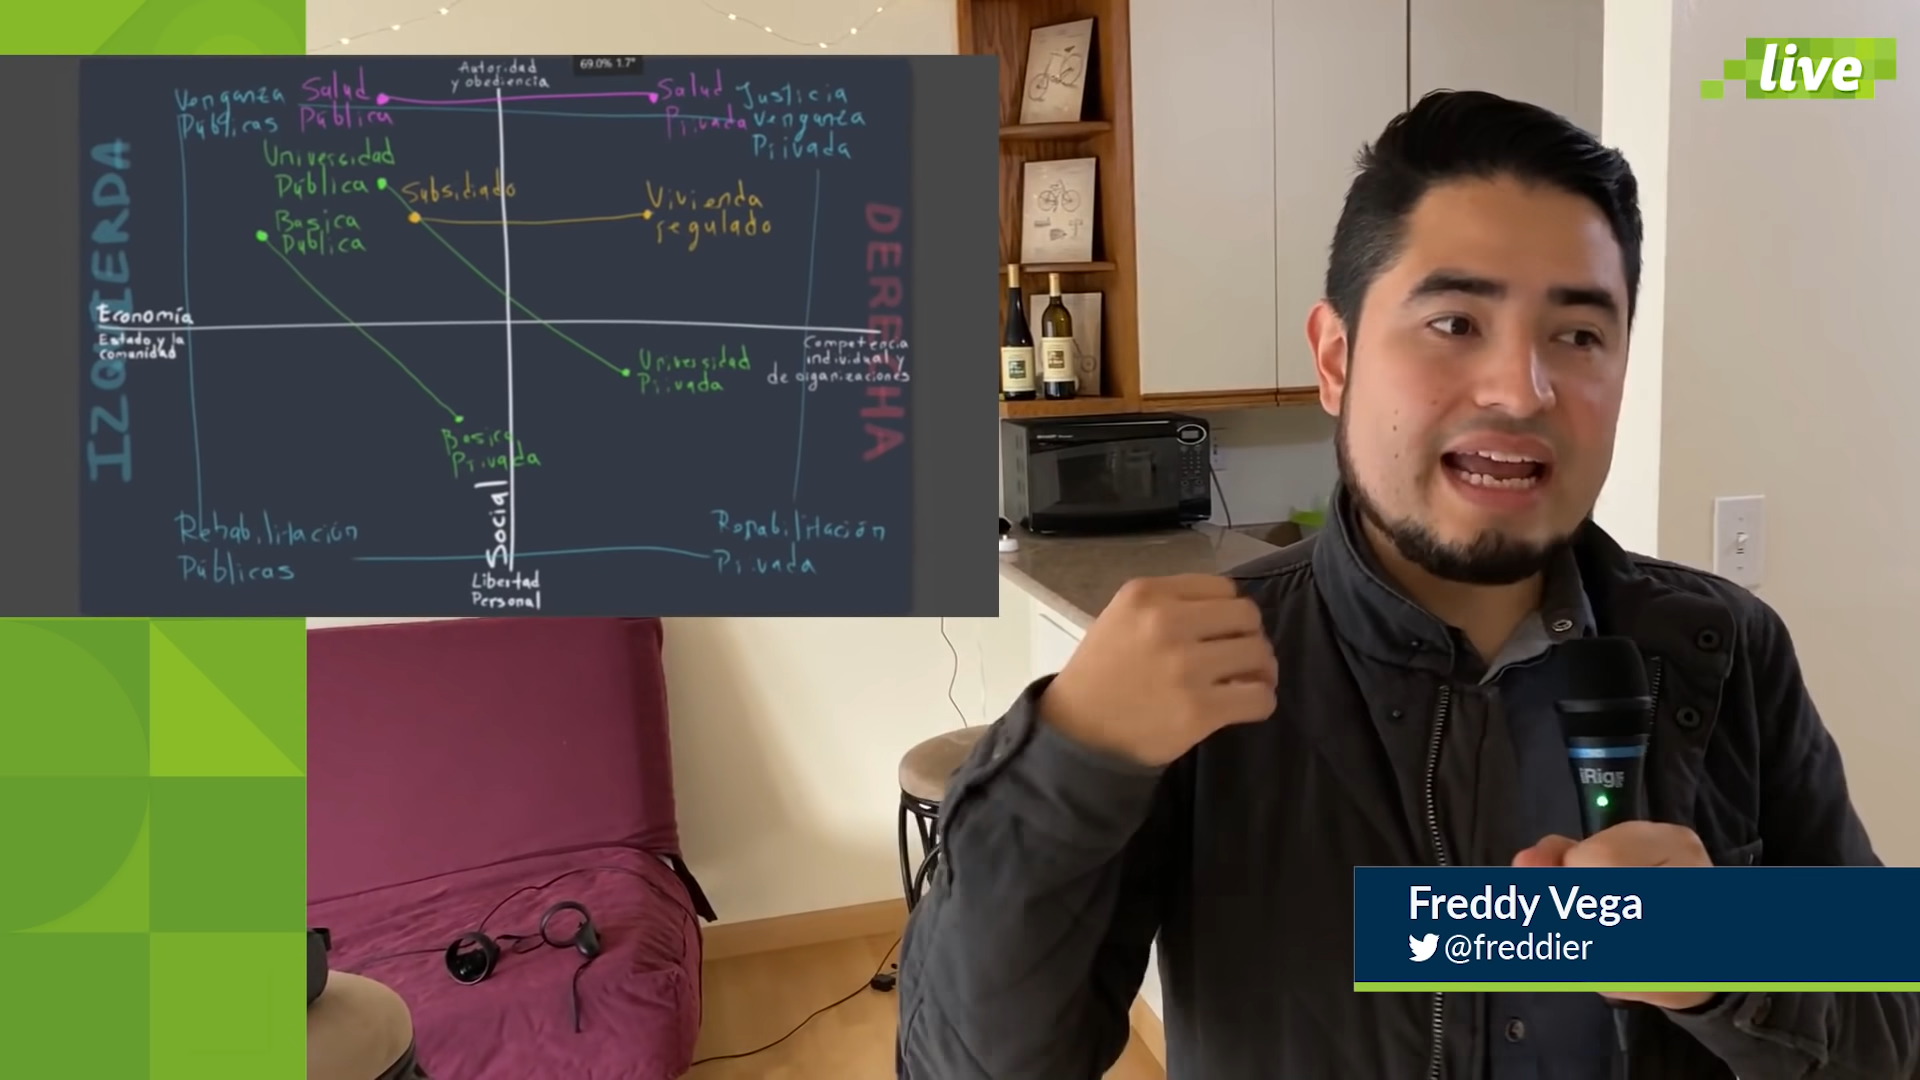 live
Autoridad
y obediencia
69.0% 1.7°
Venganza
Públicas
Salud
Pública
Salud
Privada
Justicia
Venganza
Privada
Universidad
Pública
Subsidiado
Vivienda
regulado
Basica
Pública
IZQUIERDA
DERECHA
Economía
Estado y la
comunidad
Competencia
individual y
de organizaciones
Universidad
Privada
Basica
Privada
Social
Rehabilitación
Públicas
Libertad
Personal
Privada
iRig
Freddy Vega
@freddier